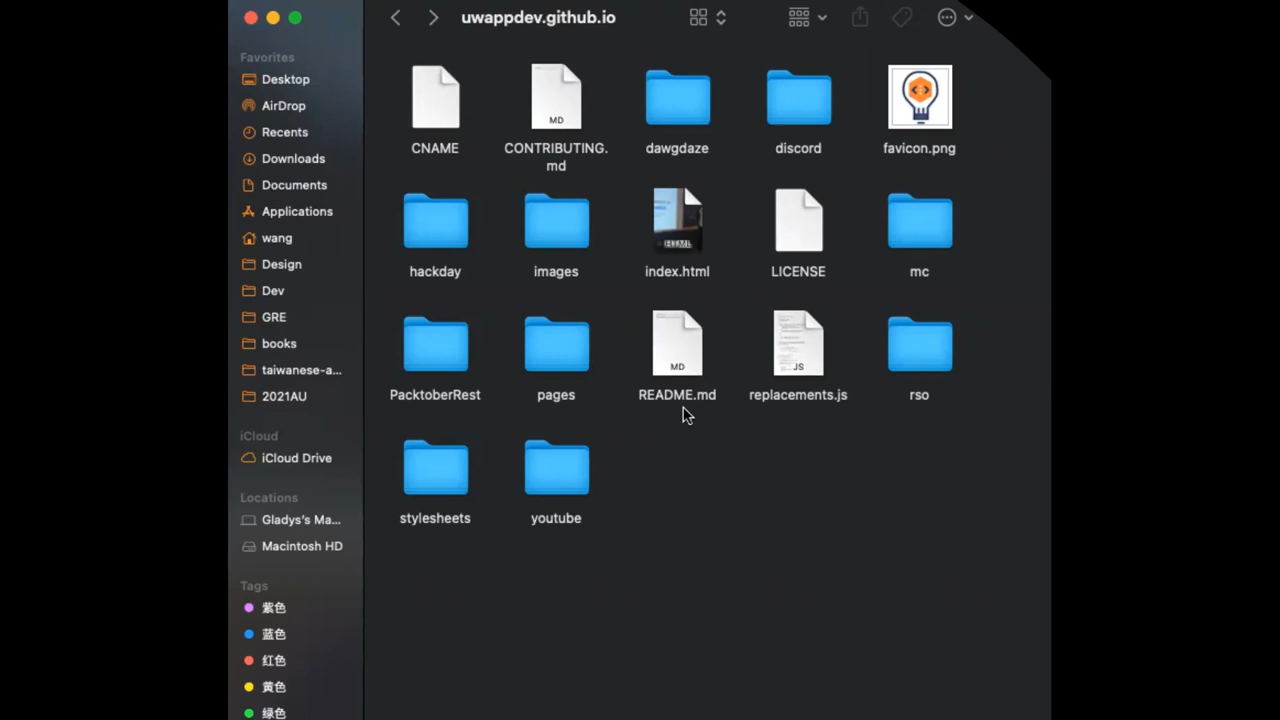 uwappdev.github.io
Favorites
Desktop
AirDrop
Recents
Downloads
Documents
Applications
wang
Design
Dev
GRE
books
taiwanese-a...
2021AU
iCloud
iCloud Drive
Locations
Gladys's Ma...
Macintosh HD
Tags
紫色
蓝色
红色
黄色
绿色
MD
CNAME
CONTRIBUTING.
md
dawgdaze
discord
favicon.png
HTML
hackday
images
index.html
LICENSE
mc
MD
JS
PacktoberRest
pages
README.md
replacements.js
rso
stylesheets
youtube